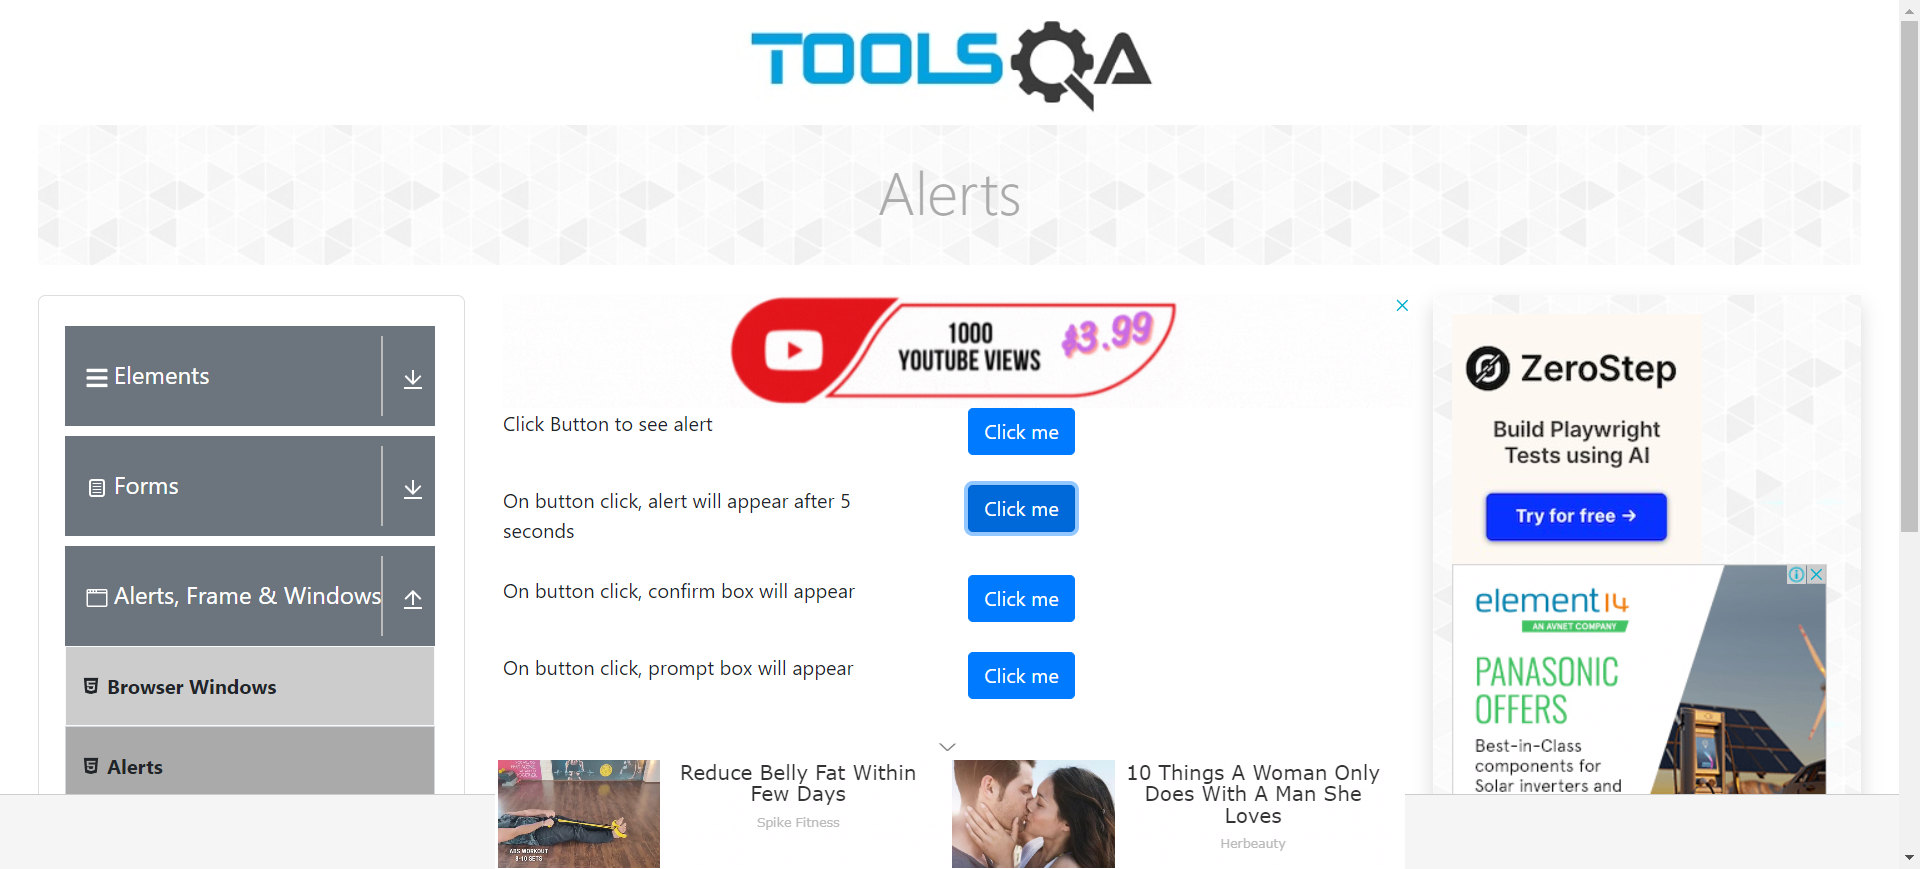 TOOLSQA
Alerts
Elements
Forms
Alerts, Frame & Windows
Browser Windows
Alerts
1000
YOUTUBE VIEWS
$3.99
Click Button to see alert
Click me
On button click, alert will appear after 5
seconds
Click me
On button click, confirm box will appear
Click me
On button click, prompt box will appear
Click me
ZeroStep
Build Playwright
Tests using AI
Try for free →
element14
AN AVNET COMPANY
PANASONIC
OFFERS
Best-in-Class
components for
Solar inverters and
ABS WORKOUT
8-10 SETS
Reduce Belly Fat Within
Few Days
Spike Fitness
10 Things A Woman Only
Does With A Man She
Loves
Herbeauty